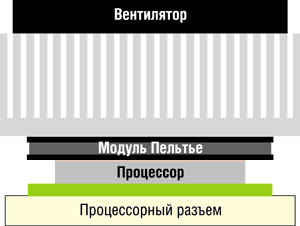 Вентилятор
Модуль Пельтье
Процессор
Процессорный разъем